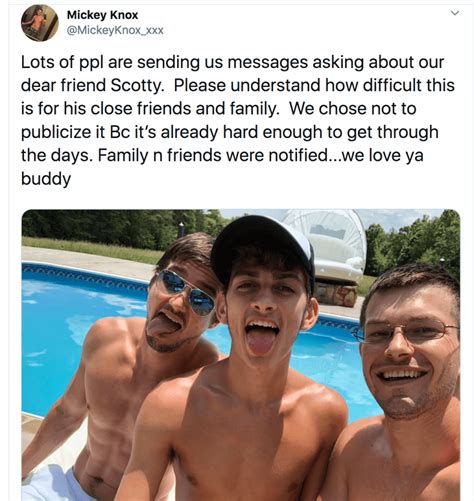 Mickey Knox
@MickeyKnox_xxx
Lots of ppl are sending us messages asking about our
dear friend Scotty.  Please understand how difficult this
is for his close friends and family.  We chose not to
publicize it Bc it's already hard enough to get through
the days. Family n friends were notified...we love ya
buddy